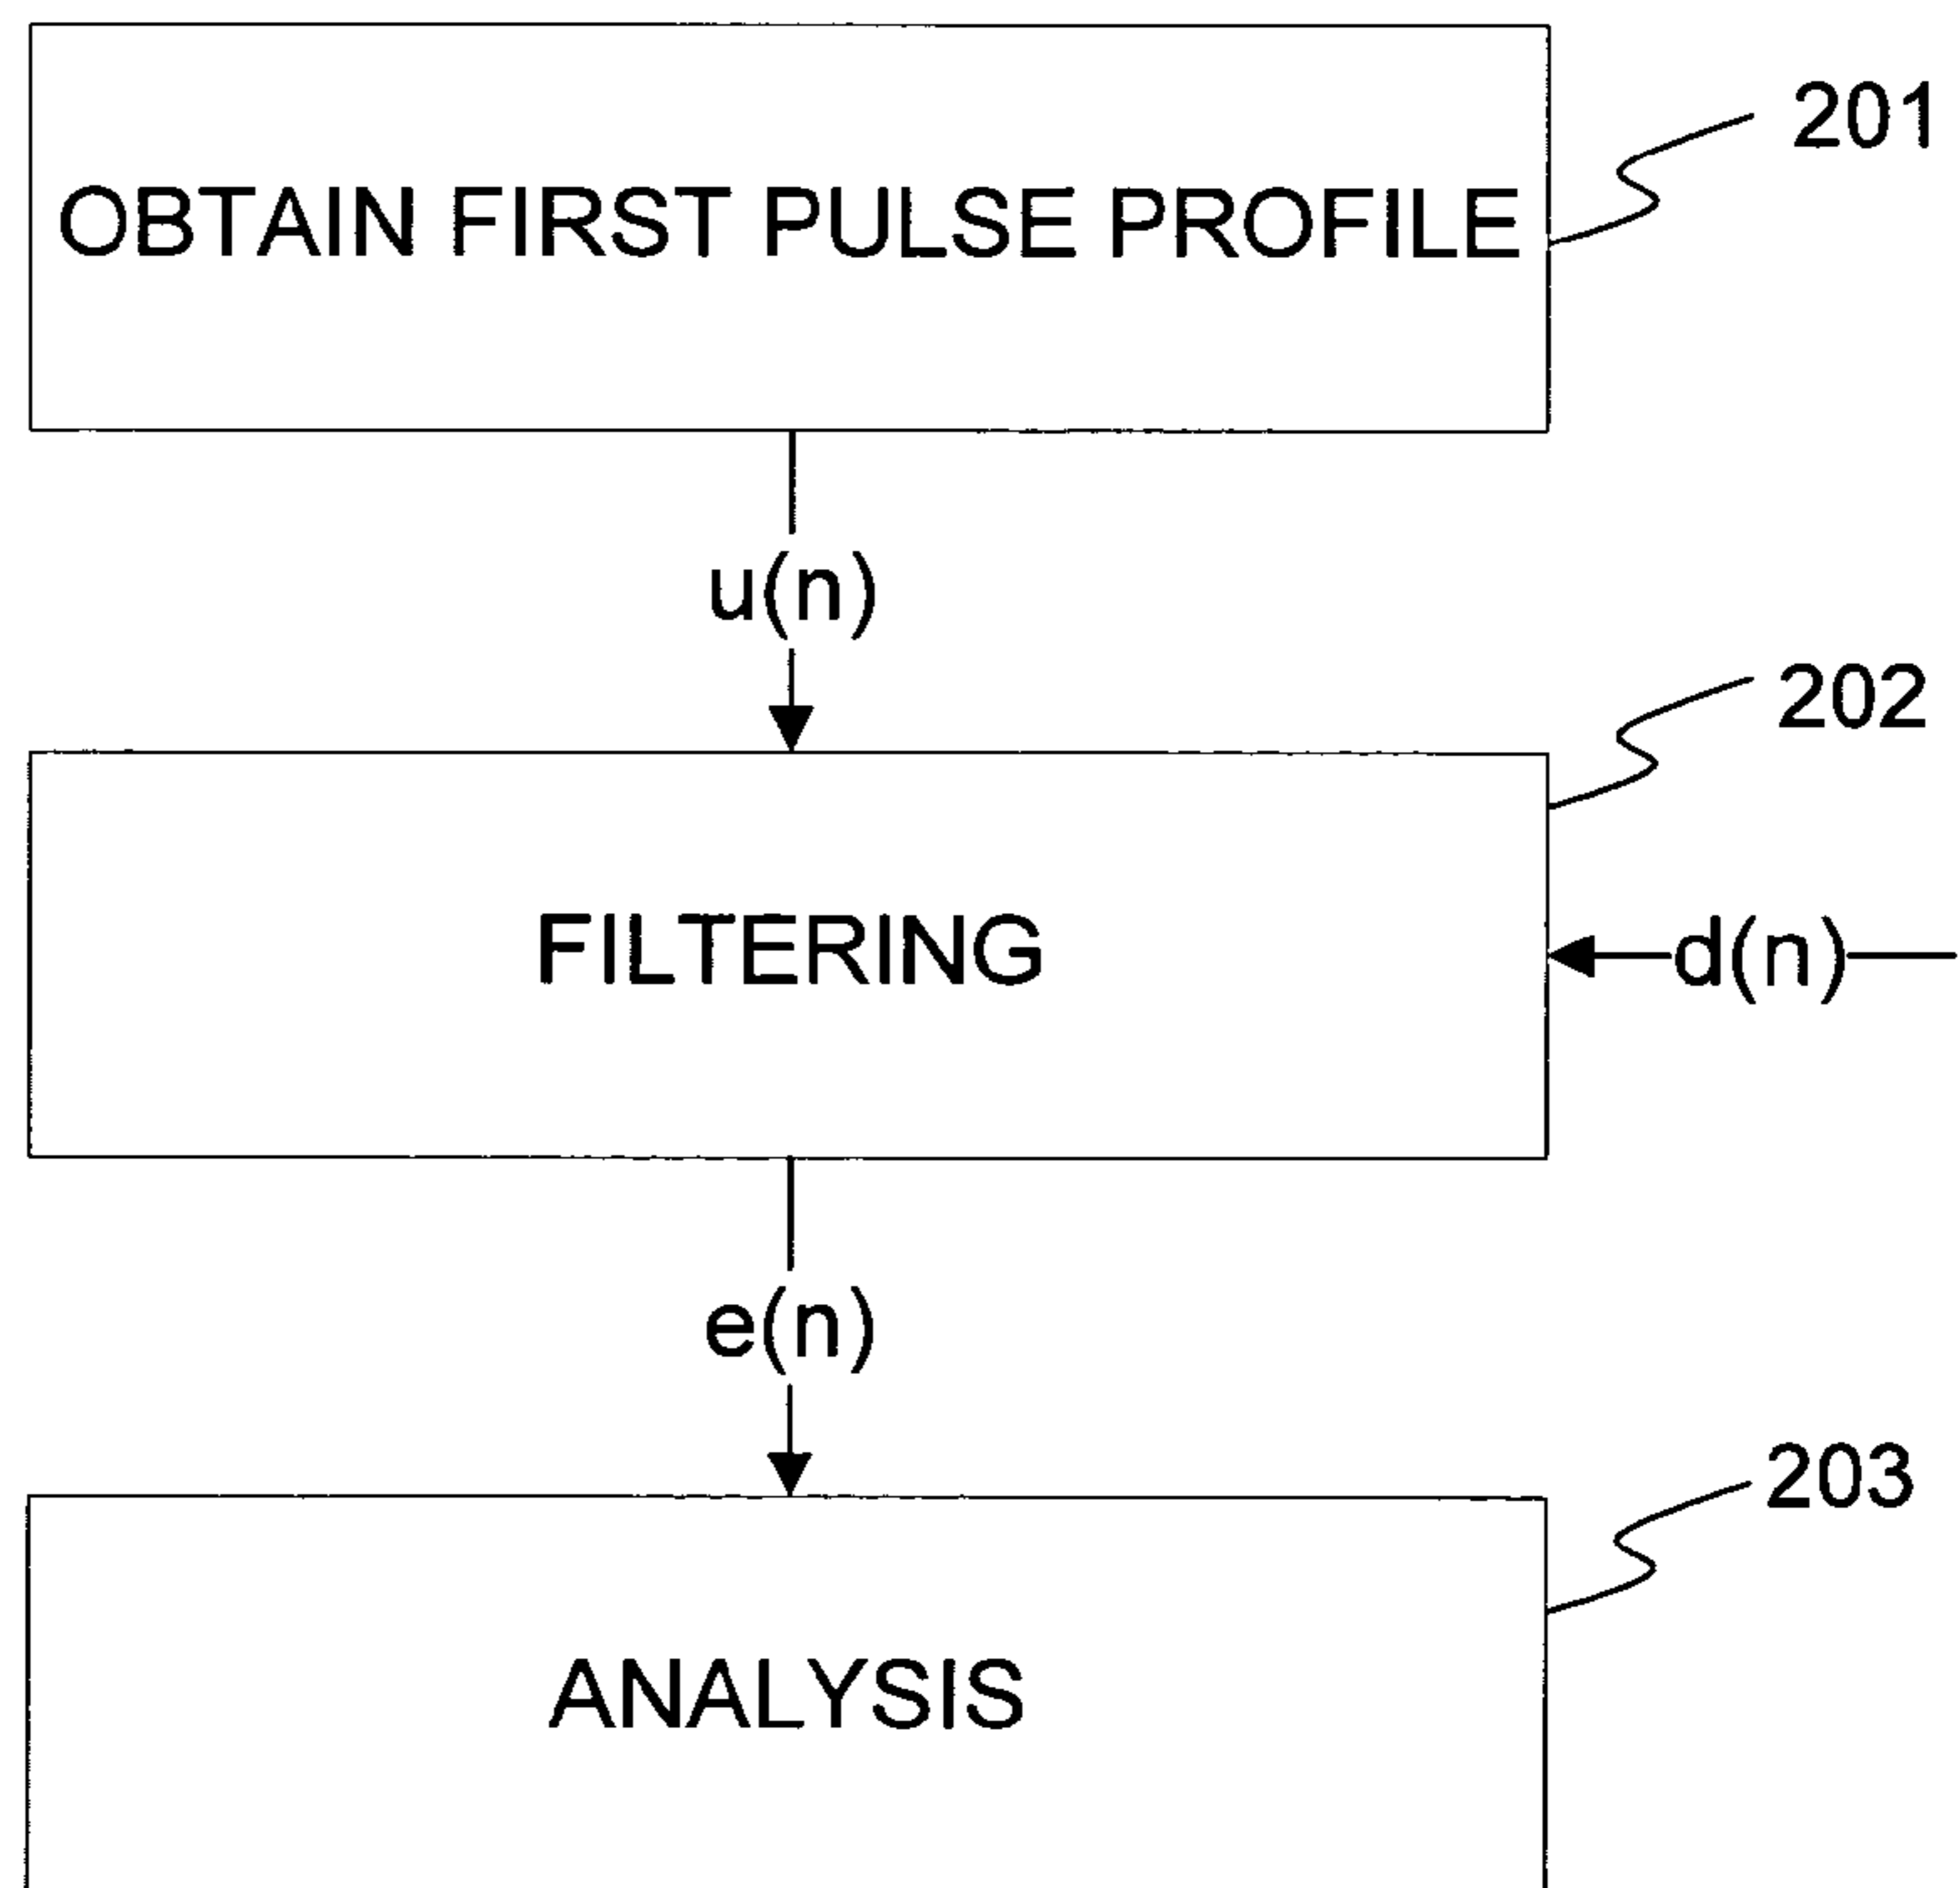 201
OBTAIN FIRST PULSE PROFILE
u(n)
202
FILTERING
d(n)
e(n)
203
ANALYSIS